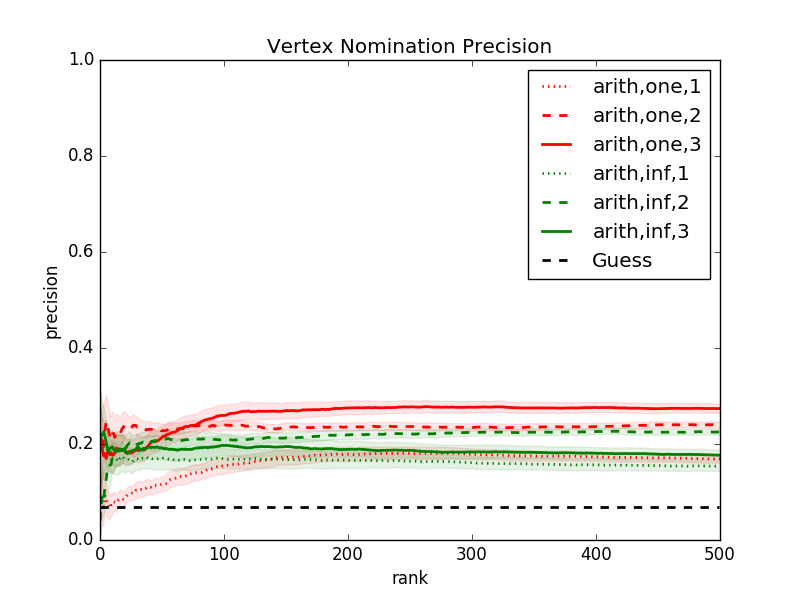 Vertex Nomination Precision
1.0
0.8
0.6
0.4
0.2
0.0
precision
0 100 200 300 400 500
rank
arith,one,1
arith,one,2
arith,one,3
arith,inf,1
arith,inf,2
arith,inf,3
Guess